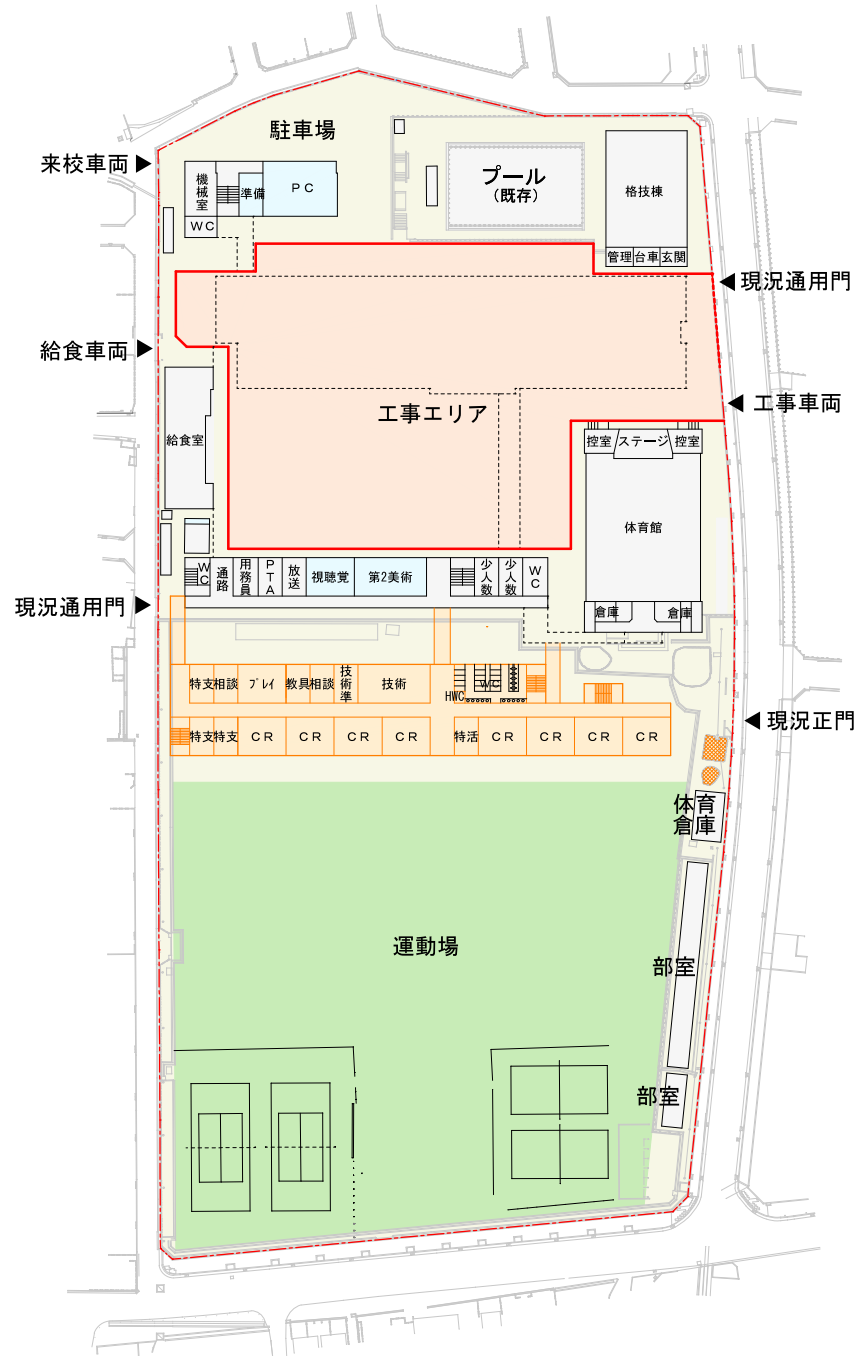 駐車場
来校車両
機械室
準備
PC
WC
プール
(既存)
格技棟
管理
台車
玄関
現況通用門
給食車両
工事エリア
工事車両
給食室
控室
ステージ
控室
体育館
WC
通路
用務員
PTA
放送
視聴覚
第2美術
少人数
少人数
WC
倉庫
倉庫
現況通用門
特支
相談
プレイ
教具
相談
技術準
技術
HWC
WC
特支
特支
CR
CR
CR
CR
特活
CR
CR
CR
CR
現況正門
体育
倉庫
運動場
部室
部室